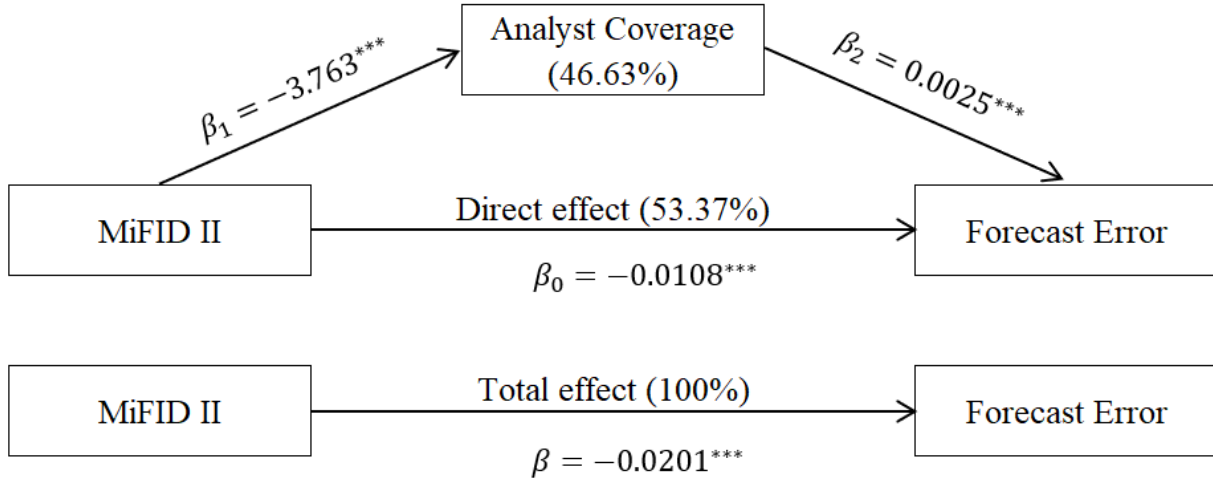 Analyst Coverage
(46.63%)
β₁ = −3.763***
β₂ = 0.0025***
MiFID II
Direct effect (53.37%)
Forecast Error
β₀ = −0.0108***
MiFID II
Total effect (100%)
Forecast Error
β = −0.0201***